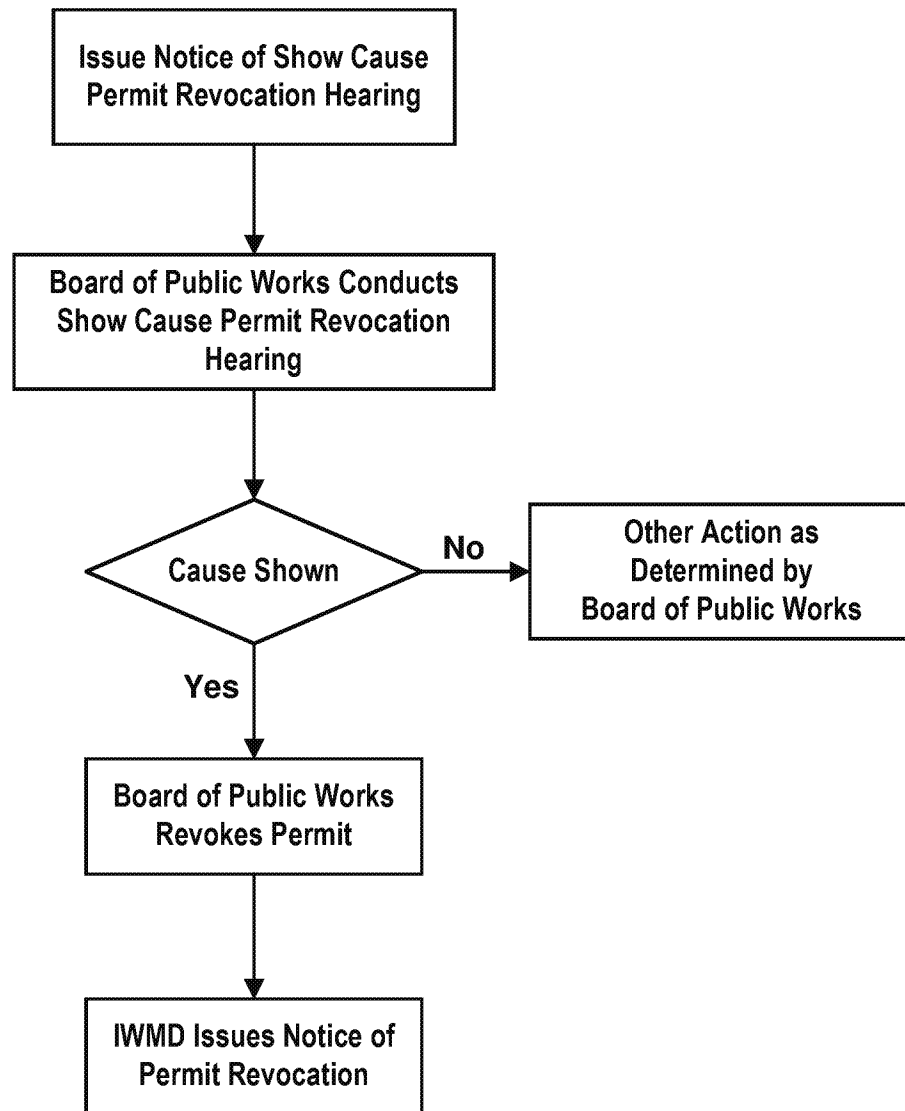 Issue Notice of Show Cause
Permit Revocation Hearing
Board of Public Works Conducts
Show Cause Permit Revocation
Hearing
Cause Shown
No
Other Action as
Determined by
Board of Public Works
Yes
Board of Public Works
Revokes Permit
IWMD Issues Notice of
Permit Revocation